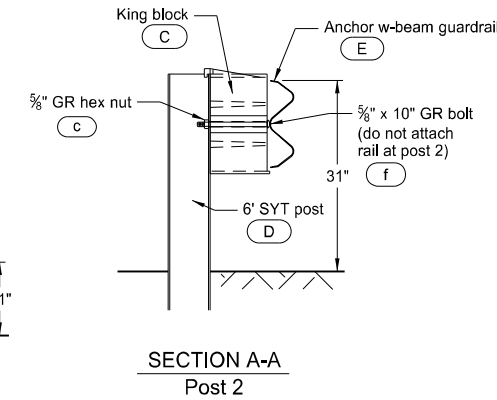 King block
C
Anchor w-beam guardrail
E
⅝" GR hex nut
c
⅝" x 10" GR bolt
(do not attach
rail at post 2)
f
31"
6' SYT post
D
1"
SECTION A-A
Post 2